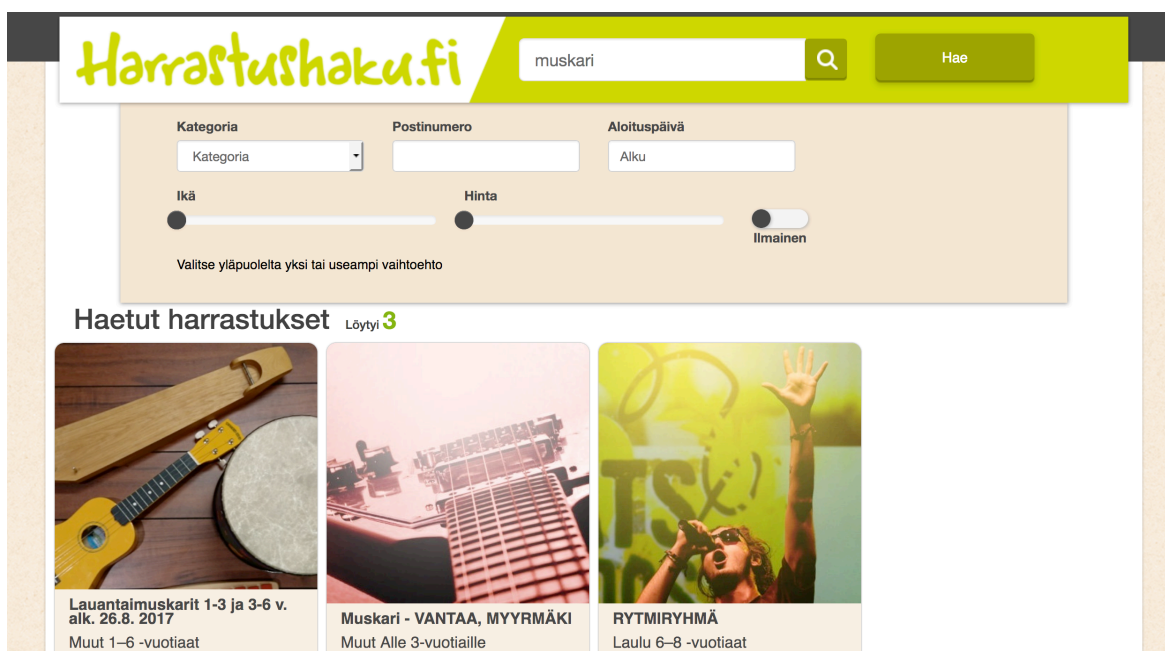 Harrastushaku.fi
muskari
Hae
Kategoria Postinumero Aloituspäivä
Kategoria Alku
Ikä Hinta
Ilmainen
Valitse yläpuolelta yksi tai useampi vaihtoehto
Haetut harrastukset Löytyi 3
Lauantaimuskarit 1-3 ja 3-6 v.
alk. 26.8. 2017
Muut 1–6 -vuotiaat
Muskari - VANTAA, MYYRMÄKI
Muut Alle 3-vuotiaille
RYTMIRYHMÄ
Laulu 6–8 -vuotiaat